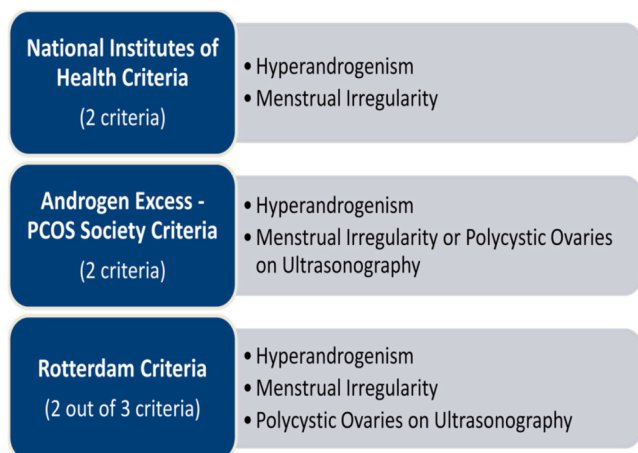 National Institutes of
Health Criteria
(2 criteria)
• Hyperandrogenism
• Menstrual Irregularity
Androgen Excess -
PCOS Society Criteria
(2 criteria)
• Hyperandrogenism
• Menstrual Irregularity or Polycystic Ovaries
on Ultrasonography
Rotterdam Criteria
(2 out of 3 criteria)
• Hyperandrogenism
• Menstrual Irregularity
• Polycystic Ovaries on Ultrasonography